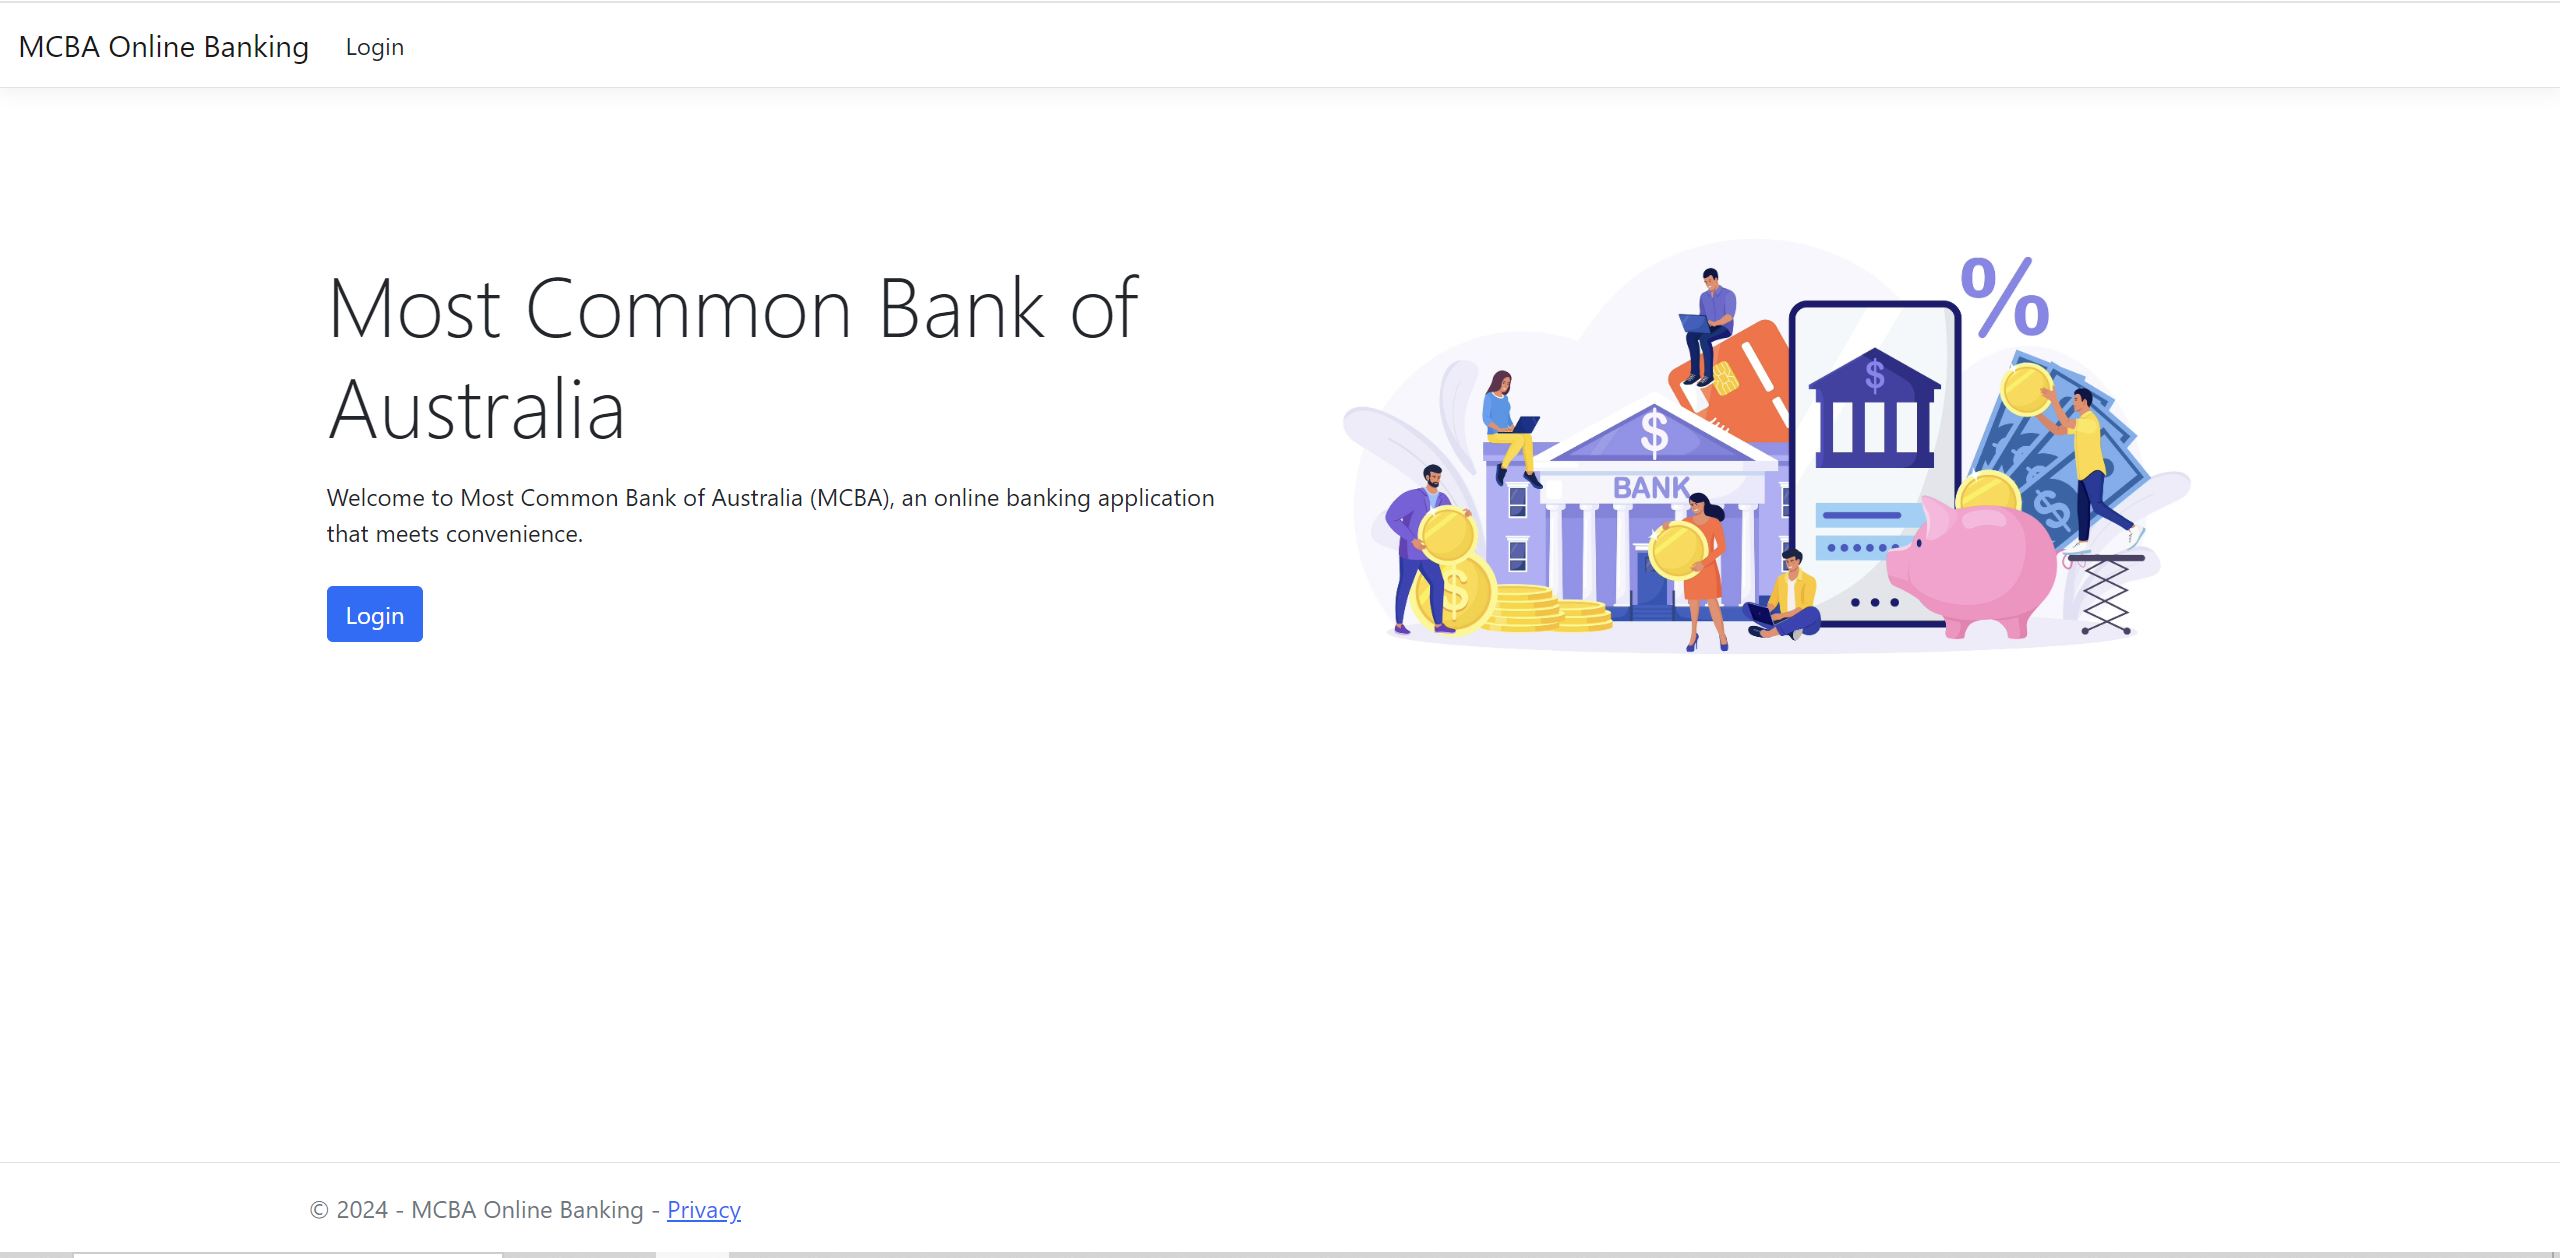 MCBA Online Banking Login
Most Common Bank of
Australia
Welcome to Most Common Bank of Australia (MCBA), an online banking application
that meets convenience.
Login
%
$
$
BANK
$
$
© 2024 - MCBA Online Banking - Privacy